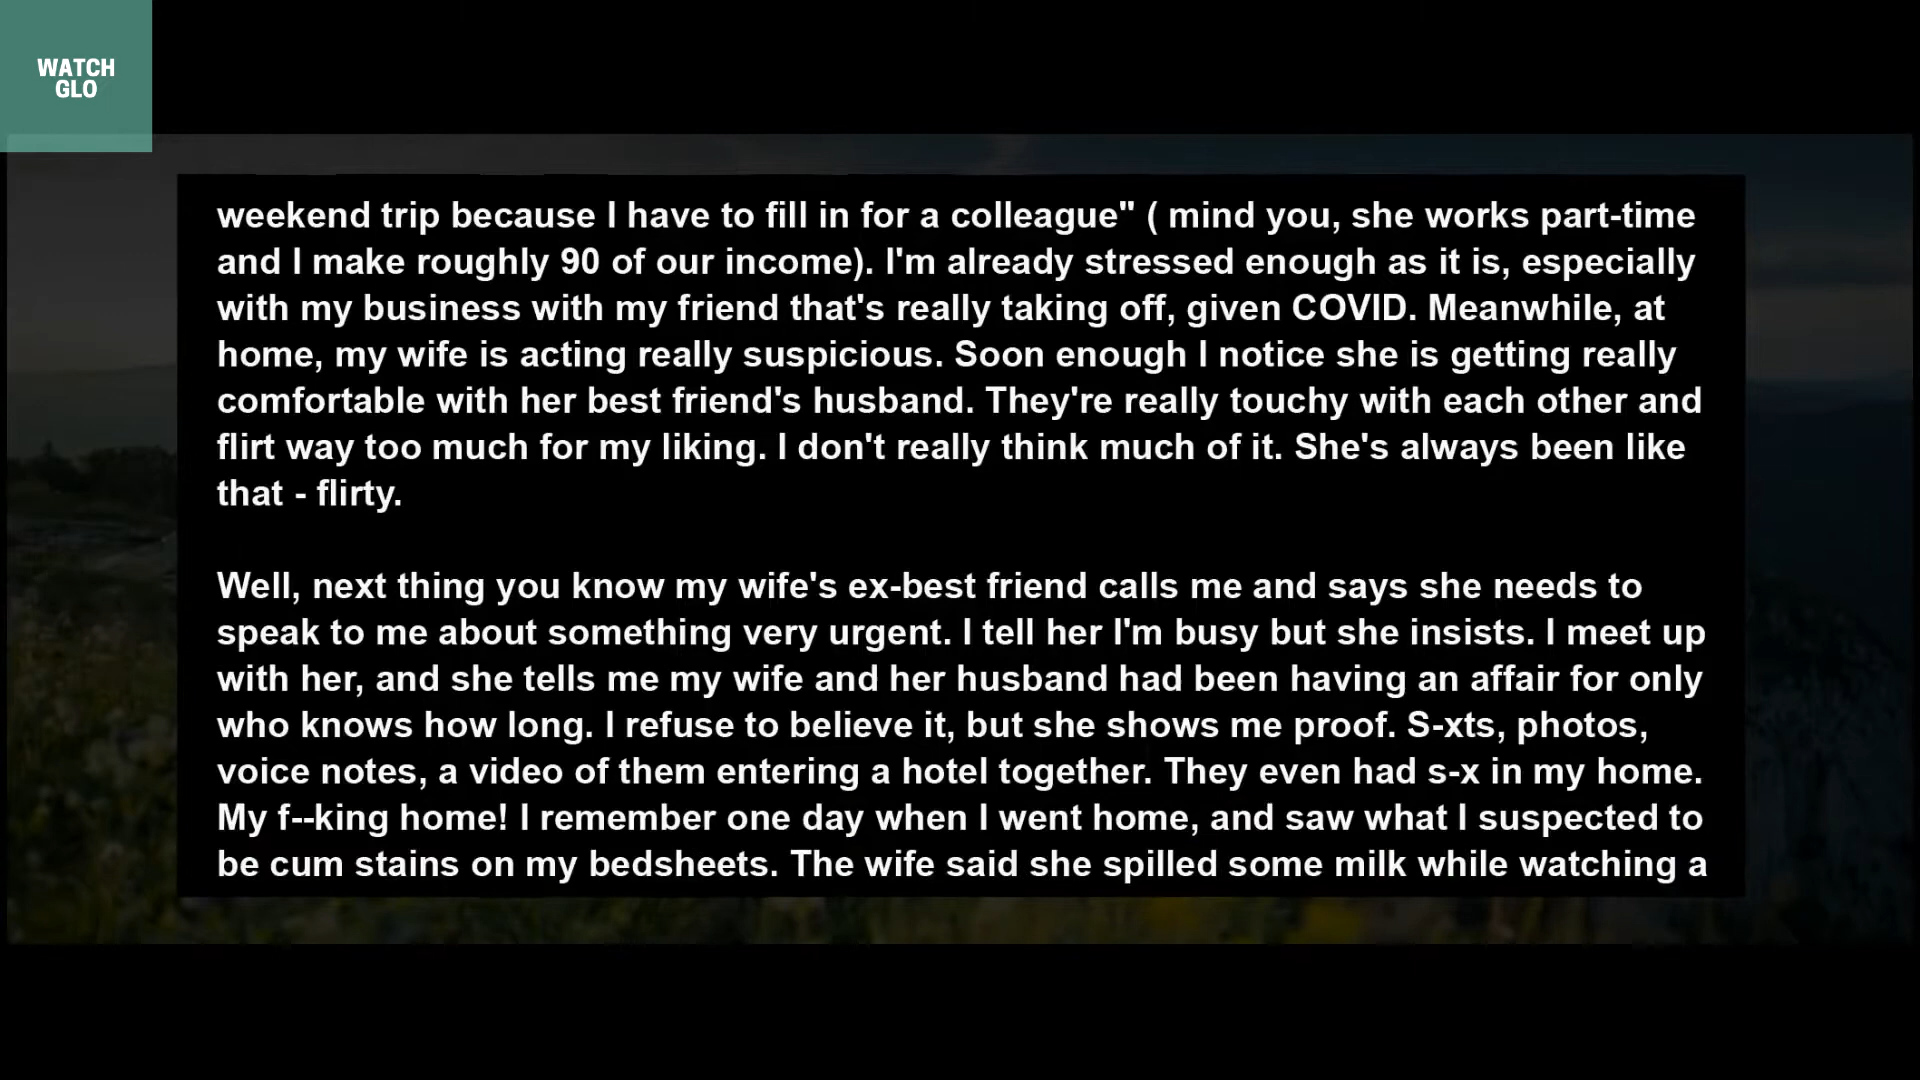 WATCH
GLO
weekend trip because I have to fill in for a colleague" ( mind you, she works part-time
and I make roughly 90 of our income). I'm already stressed enough as it is, especially
with my business with my friend that's really taking off, given COVID. Meanwhile, at
home, my wife is acting really suspicious. Soon enough I notice she is getting really
comfortable with her best friend's husband. They're really touchy with each other and
flirt way too much for my liking. I don't really think much of it. She's always been like
that - flirty.
Well, next thing you know my wife's ex-best friend calls me and says she needs to
speak to me about something very urgent. I tell her I'm busy but she insists. I meet up
with her, and she tells me my wife and her husband had been having an affair for only
who knows how long. I refuse to believe it, but she shows me proof. S-xts, photos,
voice notes, a video of them entering a hotel together. They even had s-x in my home.
My f--king home! I remember one day when I went home, and saw what I suspected to
be cum stains on my bedsheets. The wife said she spilled some milk while watching a